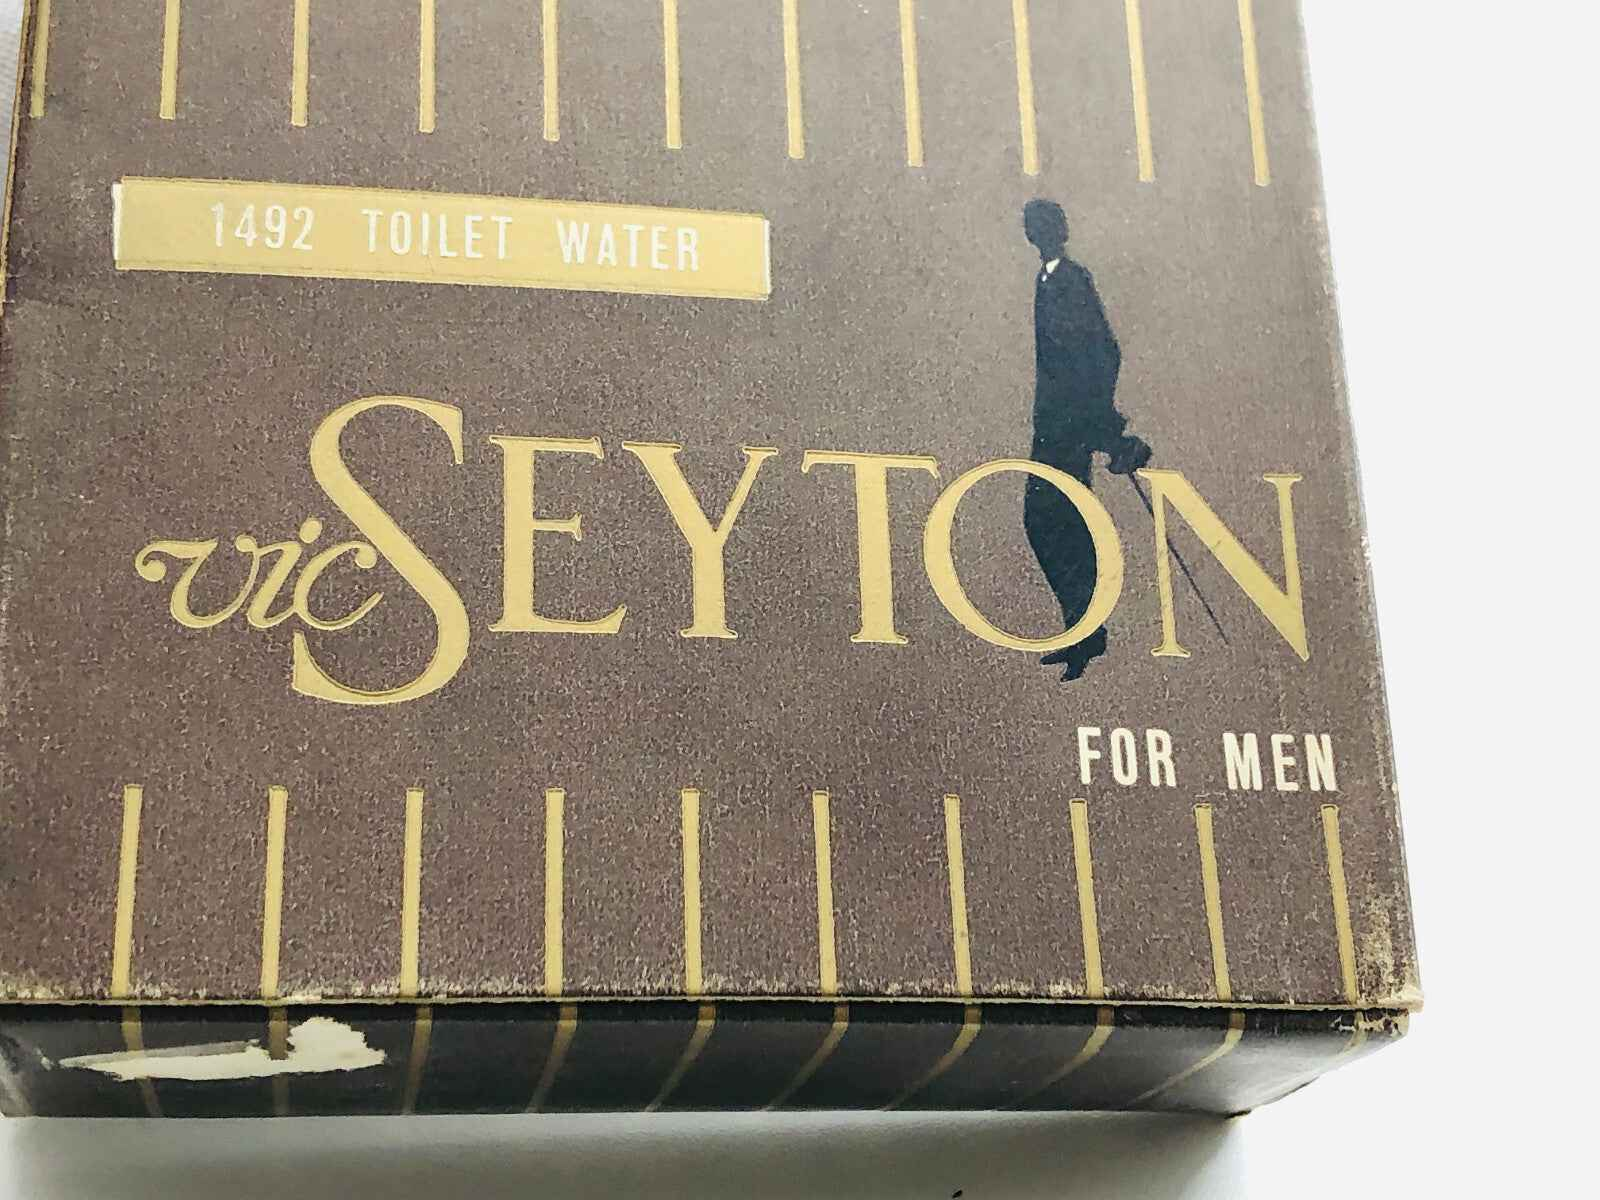 1492 TOILET WATER
vic SEYTON
FOR MEN